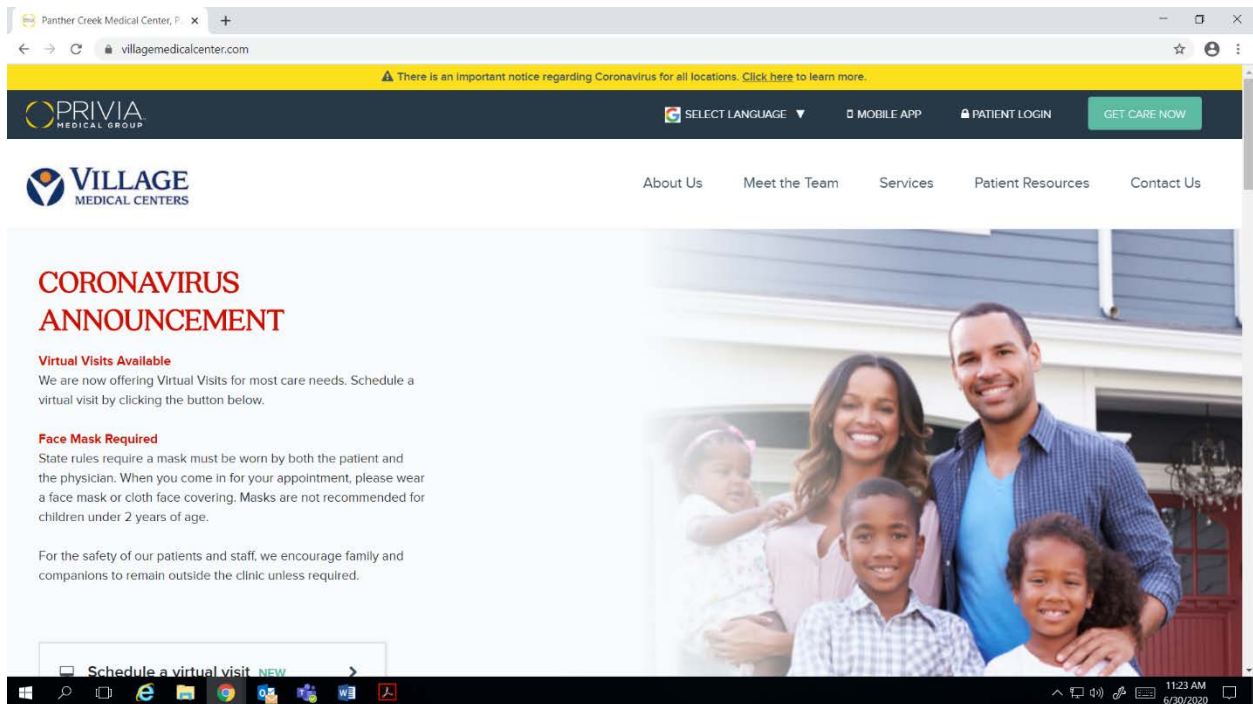 Panther Creek Medical Center, P
villagemedicalcenter.com
There is an important notice regarding Coronavirus for all locations. Click here to learn more.
PRIVIA
MEDICAL GROUP
SELECT LANGUAGE ▼
MOBILE APP
PATIENT LOGIN
GET CARE NOW
VILLAGE
MEDICAL CENTERS
About Us
Meet the Team
Services
Patient Resources
Contact Us
CORONAVIRUS
ANNOUNCEMENT
Virtual Visits Available
We are now offering Virtual Visits for most care needs. Schedule a
virtual visit by clicking the button below.
Face Mask Required
State rules require a mask must be worn by both the patient and
the physician. When you come in for your appointment, please wear
a face mask or cloth face covering. Masks are not recommended for
children under 2 years of age.
For the safety of our patients and staff, we encourage family and
companions to remain outside the clinic unless required.
Schedule a virtual visit NEW
11:23 AM
6/30/2020